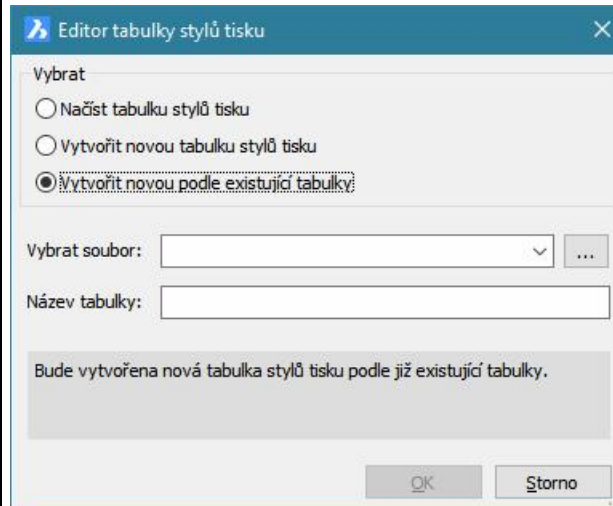 Editor tabulky stylů tisku
Vybrat
Načíst tabulku stylů tisku
Vytvořit novou tabulku stylů tisku
Vytvořit novou podle existující tabulky
Vybrat soubor:
...
Název tabulky:
Bude vytvořena nová tabulka stylů tisku podle již existující tabulky.
OK
Storno